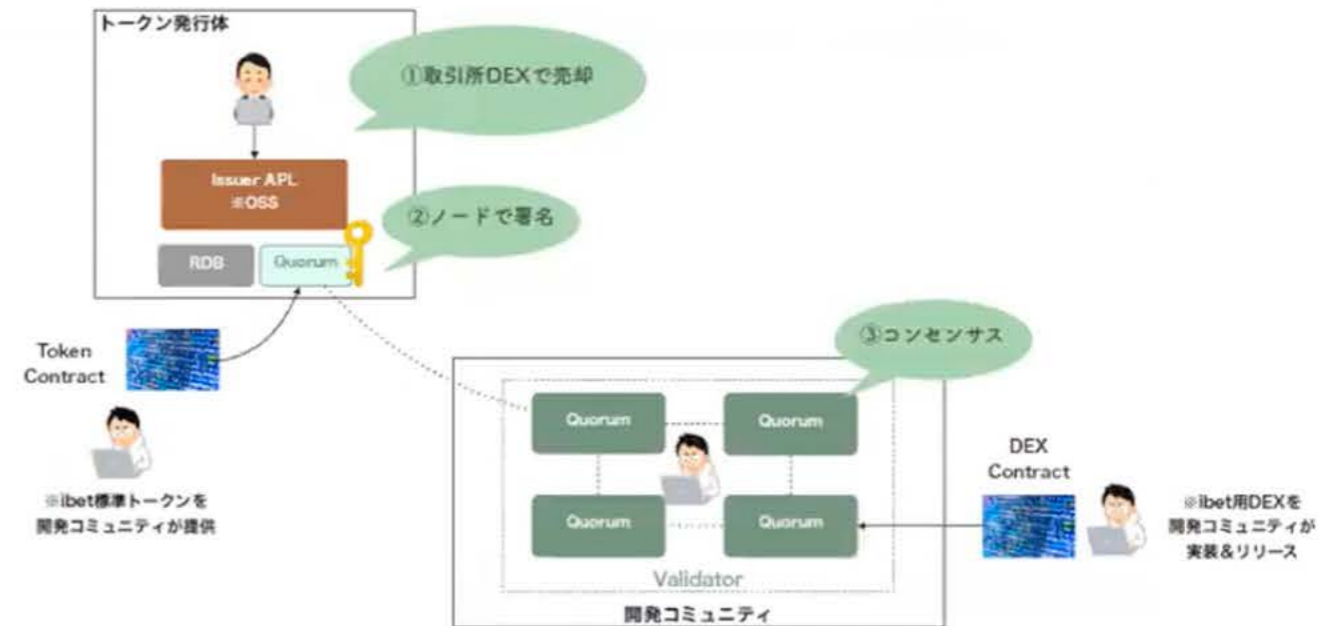 トークン発行体
①取引所DEXで売却
Issuer APL
※OSS
②ノードで署名
RDB
Quorum
Token
Contract
※ibet標準トークンを
開発コミュニティが提供
③コンセンサス
Quorum
Quorum
Quorum
Quorum
Validator
開発コミュニティ
DEX
Contract
※ibet用DEXを
開発コミュニティが
実装&リリース